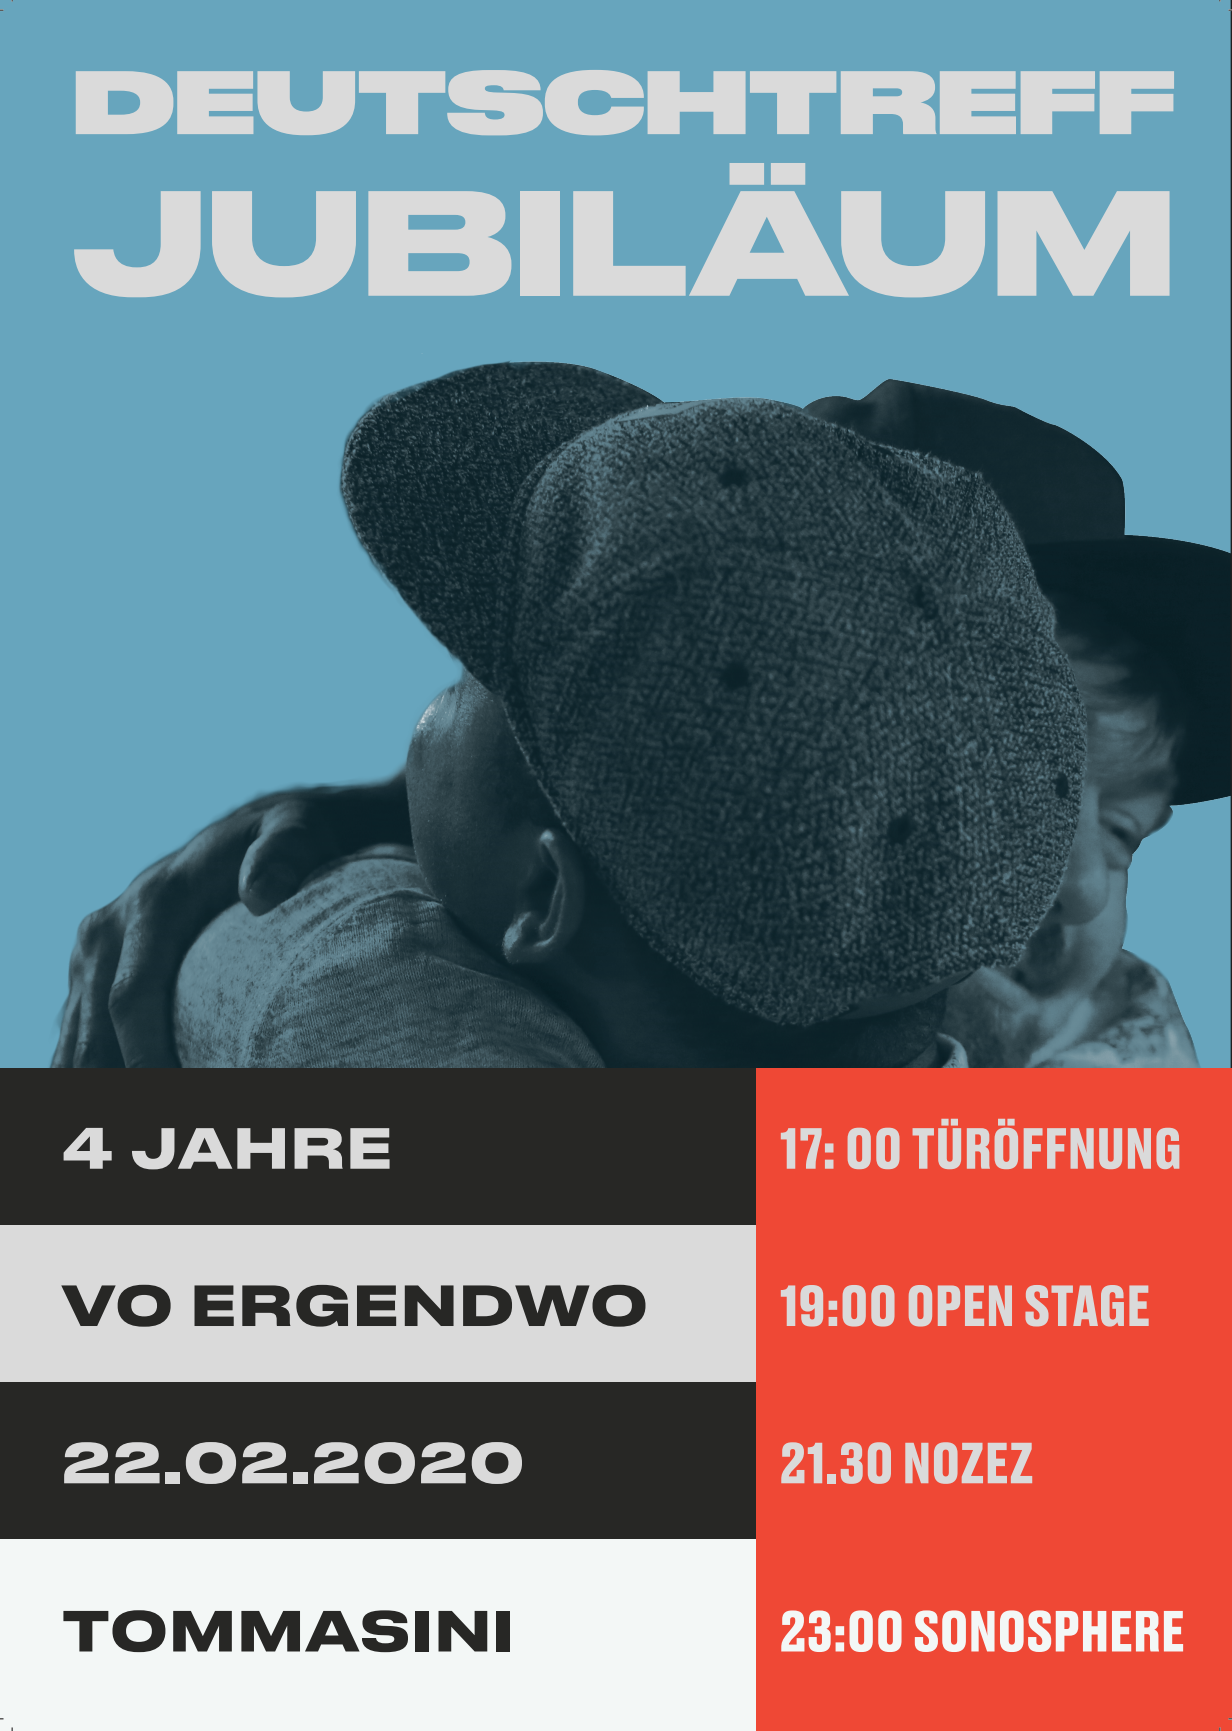 DEUTSCHTREFF
JUBILÄUM
4 JAHRE
VO ERGENDWO
22.02.2020
TOMMASINI
17: 00 TÜRÖFFNUNG
19:00 OPEN STAGE
21.30 NOZEZ
23:00 SONOSPHERE